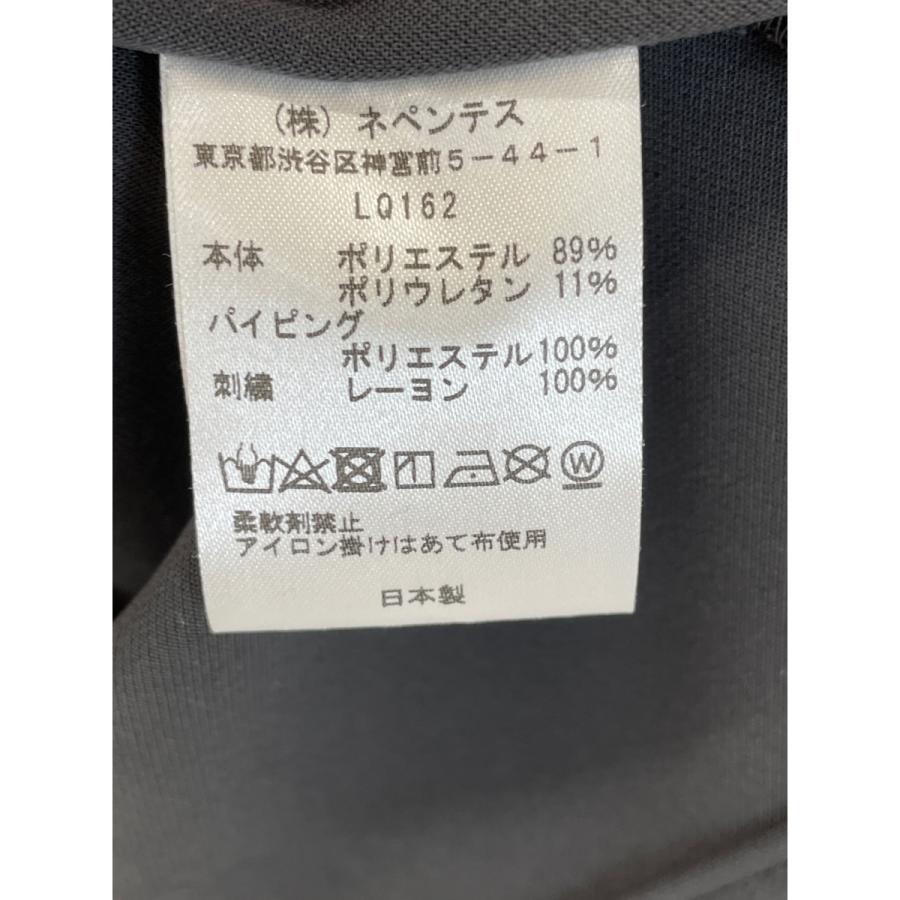 （株）ネペンテス
東京都渋谷区神宮前5-44-1
LQ162
本体 ポリエステル 89%
ポリウレタン 11%
パイピング
ポリエステル100%
刺繍 レーヨン 100%
W
柔軟剤禁止
アイロン掛けはあて布使用
日本製